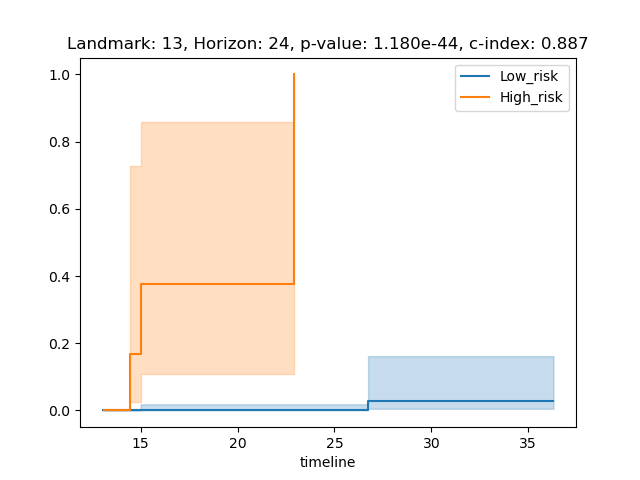 Landmark: 13, Horizon: 24, p-value: 1.180e-44, c-index: 0.887
Low_risk
High_risk
1.0
0.8
0.6
0.4
0.2
0.0
15 20 25 30 35
timeline